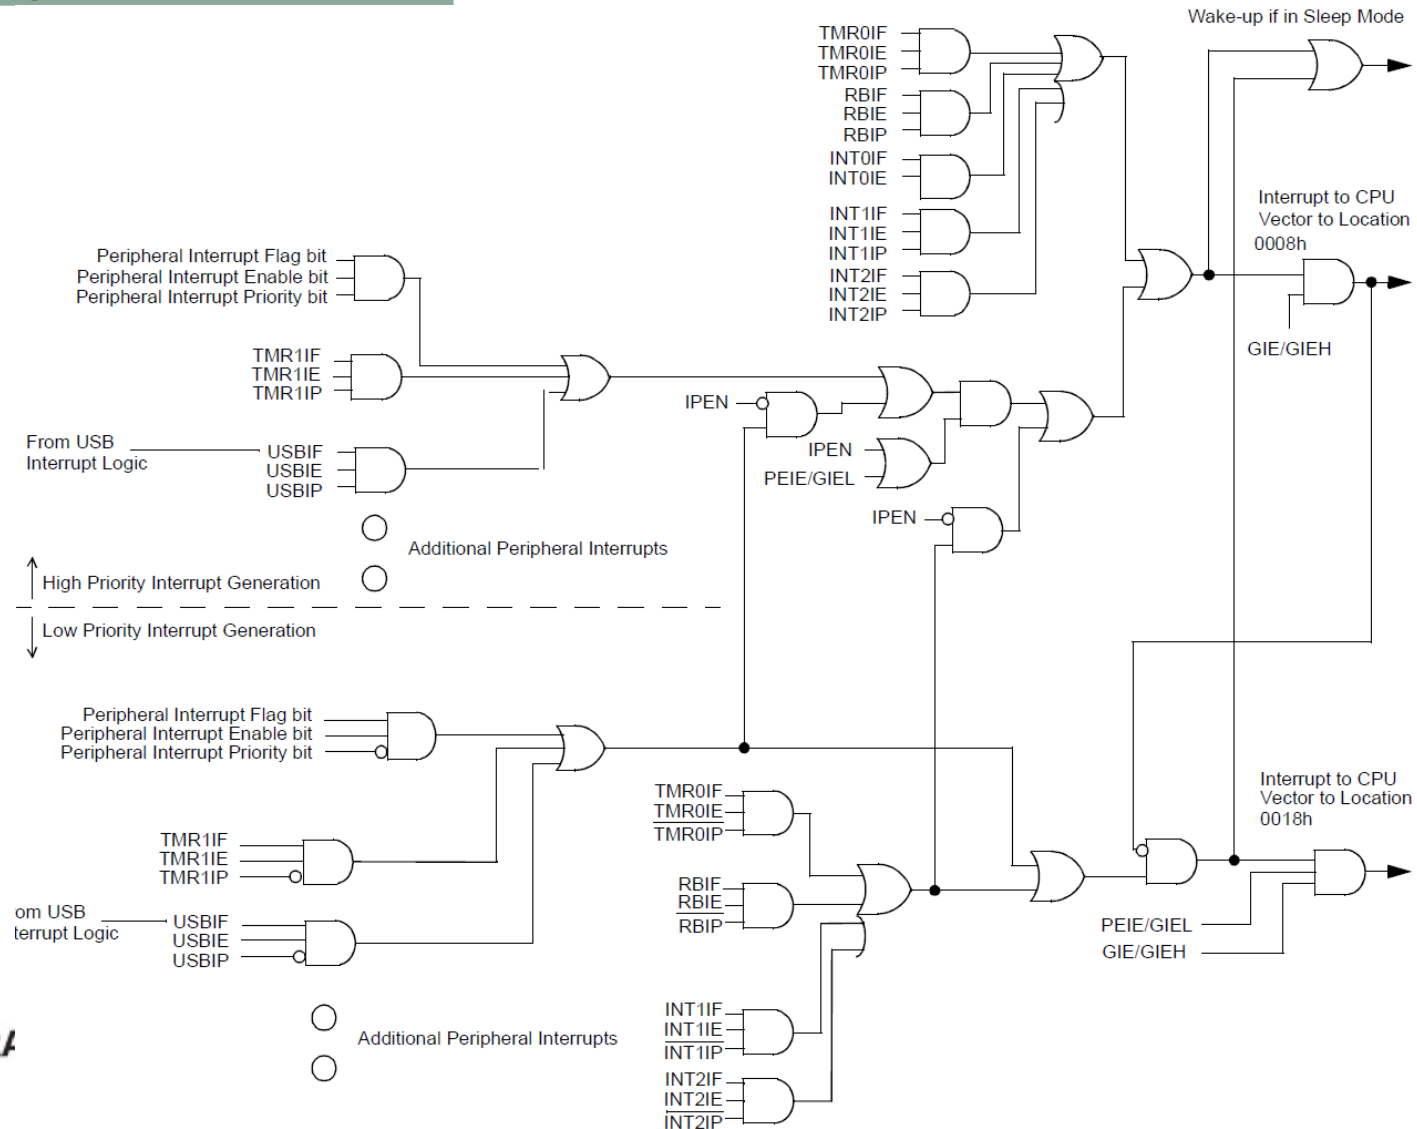 Wake-up if in Sleep Mode
TMR0IF
TMR0IE
TMR0IP
RBIF
RBIE
RBIP
INT0IF
INT0IE
INT1IF
INT1IE
INT1IP
INT2IF
INT2IE
INT2IP
Interrupt to CPU
Vector to Location
0008h
GIE/GIEH
Peripheral Interrupt Flag bit
Peripheral Interrupt Enable bit
Peripheral Interrupt Priority bit
TMR1IF
TMR1IE
TMR1IP
From USB
Interrupt Logic
USBIF
USBIE
USBIP
IPEN
IPEN
PEIE/GIEL
IPEN
Additional Peripheral Interrupts
High Priority Interrupt Generation
Low Priority Interrupt Generation
Peripheral Interrupt Flag bit
Peripheral Interrupt Enable bit
Peripheral Interrupt Priority bit
TMR1IF
TMR1IE
TMR1IP
om USB
terrupt Logic
USBIF
USBIE
USBIP
Additional Peripheral Interrupts
TMR0IF
TMR0IE
TMR0IP
RBIF
RBIE
RBIP
INT1IF
INT1IE
INT1IP
INT2IF
INT2IE
INT2IP
Interrupt to CPU
Vector to Location
0018h
PEIE/GIEL
GIE/GIEH